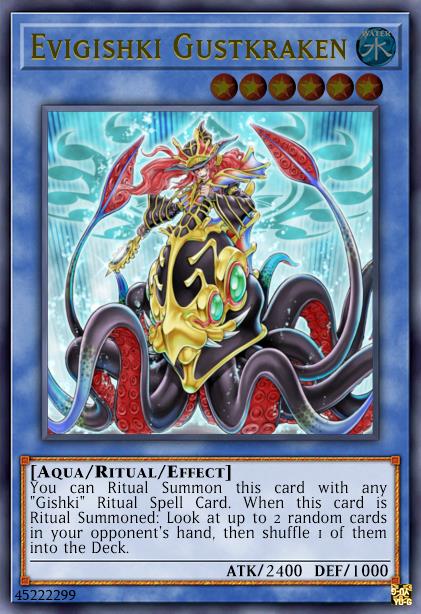 Evigishki Gustkraken
WATER
水
[Aqua/Ritual/Effect]
You can Ritual Summon this card with any
"Gishki" Ritual Spell Card. When this card is
Ritual Summoned: Look at up to 2 random cards
in your opponent's hand, then shuffle 1 of them
into the Deck.
ATK/2400 DEF/1000
45222299